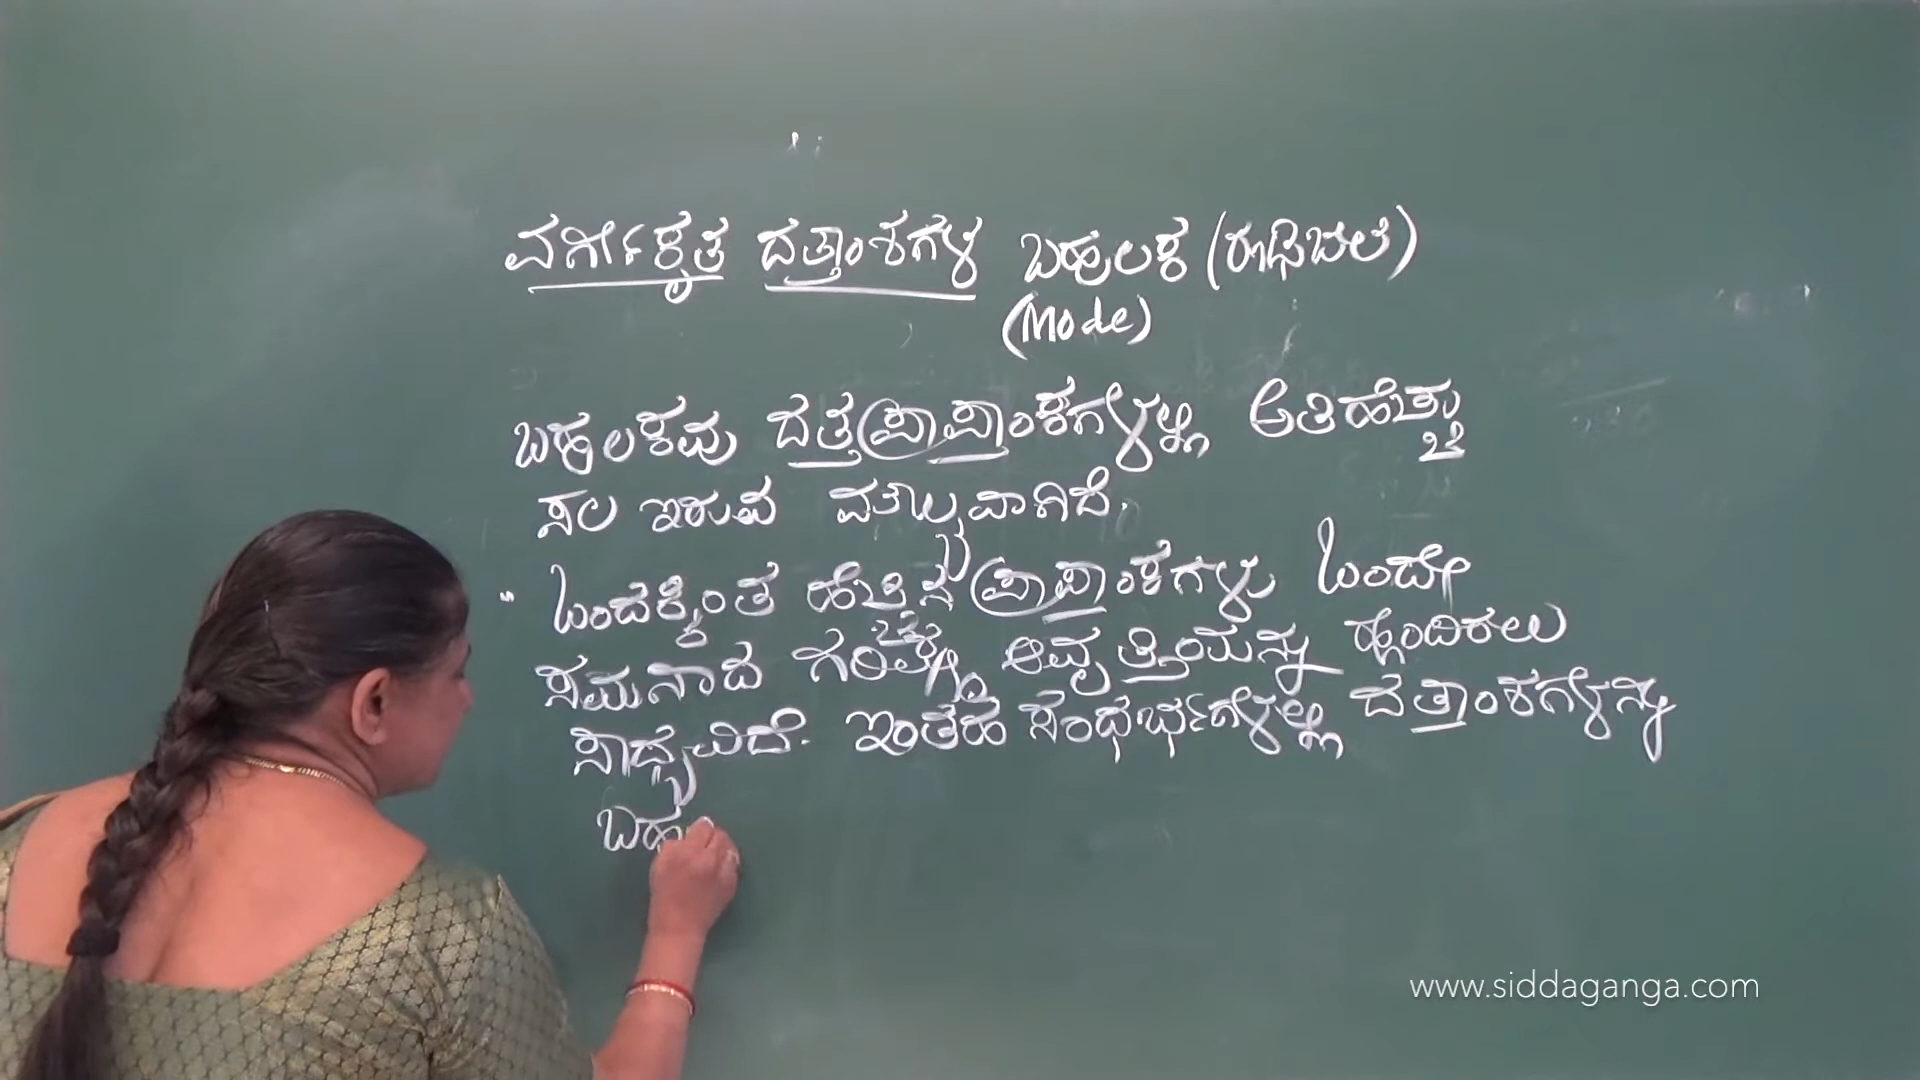 ವರ್ಗೀಕೃತ ದತ್ತಾಂಶಗಳ ಬಹುಲಕ (ರೂಢಿಬೆಲೆ)
(Mode)
ಬಹುಲಕವು ದತ್ತ ಪ್ರಾಪ್ತಾಂಕಗಳಲ್ಲಿ ಅತಿಹೆಚ್ಚು
ಸಲ ಇರುವ ಮೌಲ್ಯವಾಗಿದೆ.
ಒಂದಕ್ಕಿಂತ ಹೆಚ್ಚಿನ ಪ್ರಾಪ್ತಾಂಕಗಳು ಒಂದೇ
ಸಮನಾದ ಗರಿಷ್ಠ ಆವೃತ್ತಿಯನ್ನು ಹೊಂದಿರಲು
ಸಾಧ್ಯವಿದೆ. ಇಂತಹ ಸಂದರ್ಭಗಳಲ್ಲಿ ದತ್ತಾಂಶಗಳನ್ನು
ಬಹು
www.siddaganga.com